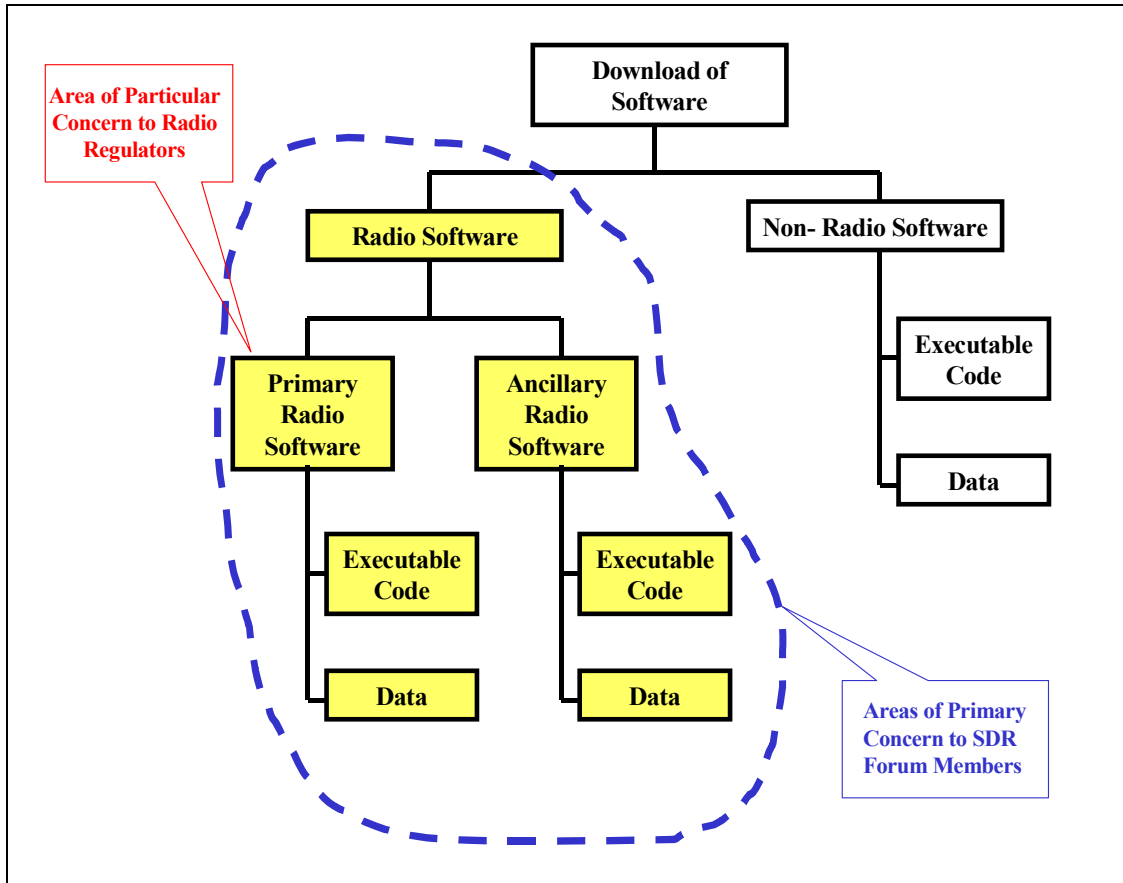 Download of
Software
Area of Particular
Concern to Radio
Regulators
Radio Software
Non- Radio Software
Primary
Radio
Software
Ancillary
Radio
Software
Executable
Code
Data
Executable
Code
Data
Executable
Code
Data
Areas of Primary
Concern to SDR
Forum Members